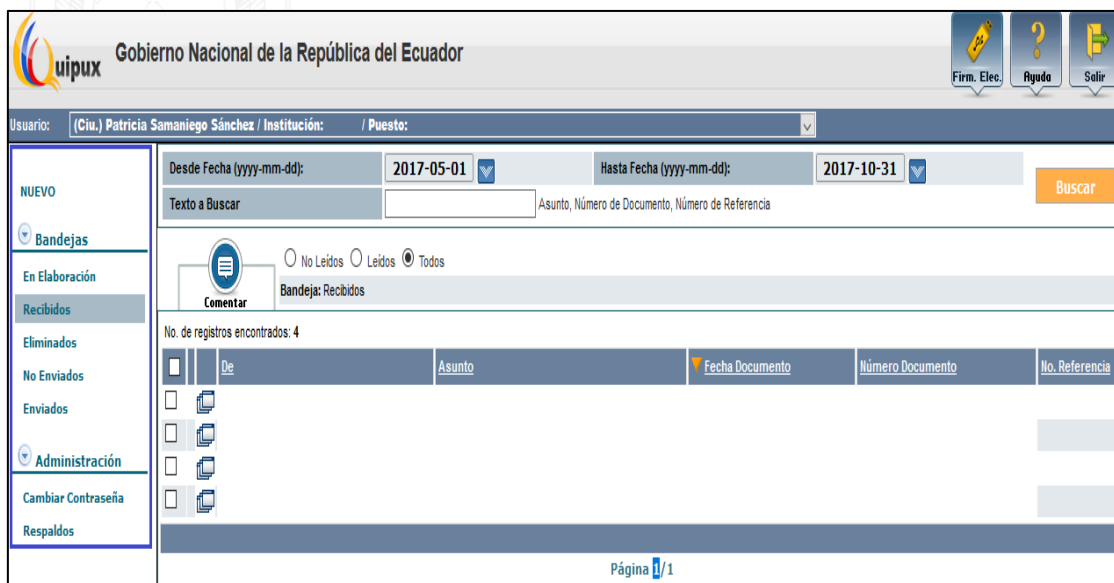 Quipux Gobierno Nacional de la República del Ecuador
Firm. Elec. Ayuda Salir
Usuario: (Ciu.) Patricia Samaniego Sánchez / Institución: / Puesto:
NUEVO
Bandejas
En Elaboración
Recibidos
Eliminados
No Enviados
Enviados
Administración
Cambiar Contraseña
Respaldos
Desde Fecha (yyyy-mm-dd): 2017-05-01 Hasta Fecha (yyyy-mm-dd): 2017-10-31
Buscar
Texto a Buscar Asunto, Número de Documento, Número de Referencia
Comentar
No Leídos Leídos Todos
Bandeja: Recibidos
No. de registros encontrados: 4
De Asunto Fecha Documento Número Documento No. Referencia
Página 1/1